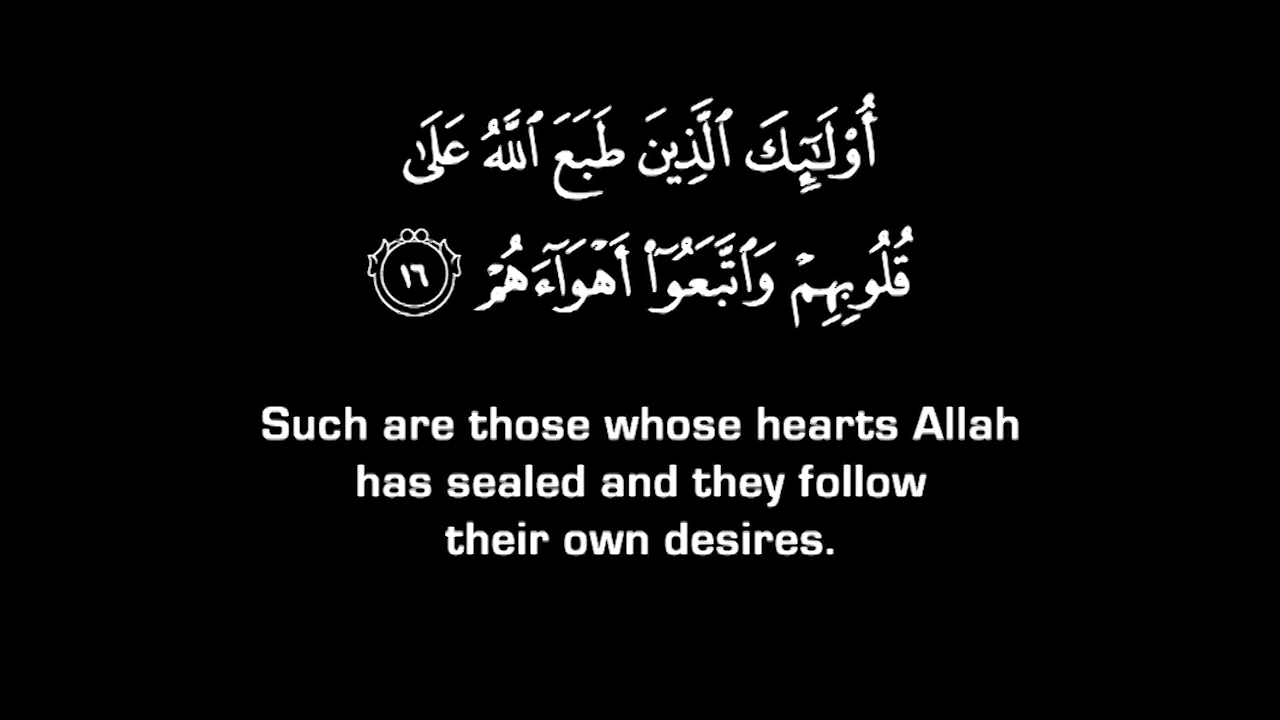 أُو۟لَـٰٓئِكَ ٱلَّذِينَ طَبَعَ ٱللَّهُ عَلَىٰ
قُلُوبِهِمْ وَٱتَّبَعُوٓا۟ أَهْوَآءَهُمْ ١٦
Such are those whose hearts Allah
has sealed and they follow
their own desires.